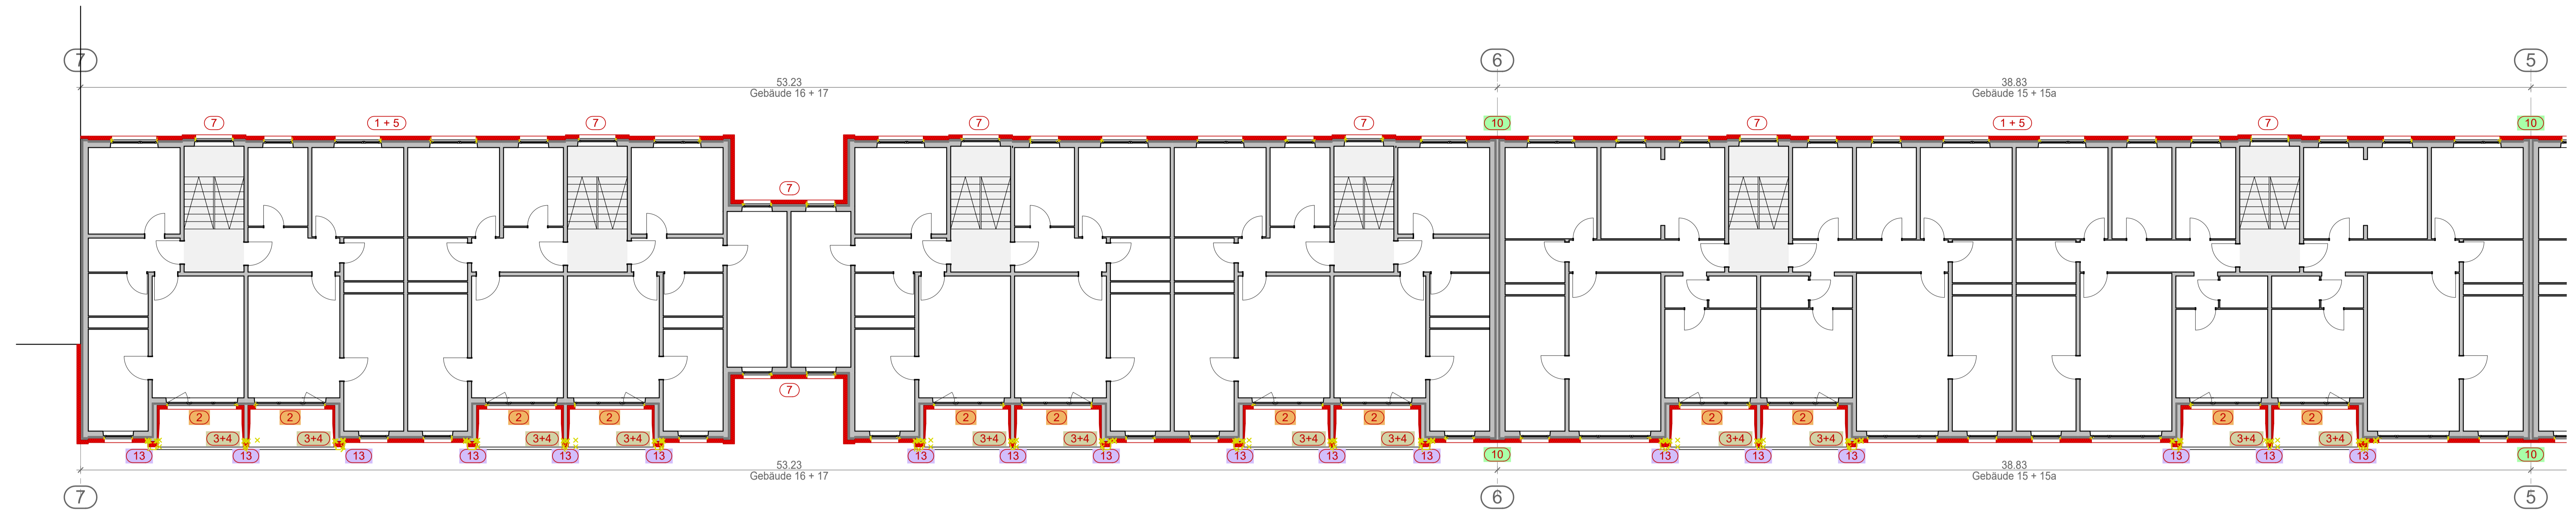 7 6 5
53.23 38.83
Gebäude 16 + 17 Gebäude 15 + 15a
7 1 + 5 7 7 7 10 7 1 + 5 7 10
7
7
2 2 2 2 2 2 2 2 2 2 2 2
3+4 3+4 3+4 3+4 3+4 3+4 3+4 3+4 3+4 3+4 3+4 3+4
13 13 13 13 13 13 13 13 13 13 13 13 10 13 13 13 13 13 13 10
53.23 38.83
Gebäude 16 + 17 Gebäude 15 + 15a
7 6 5